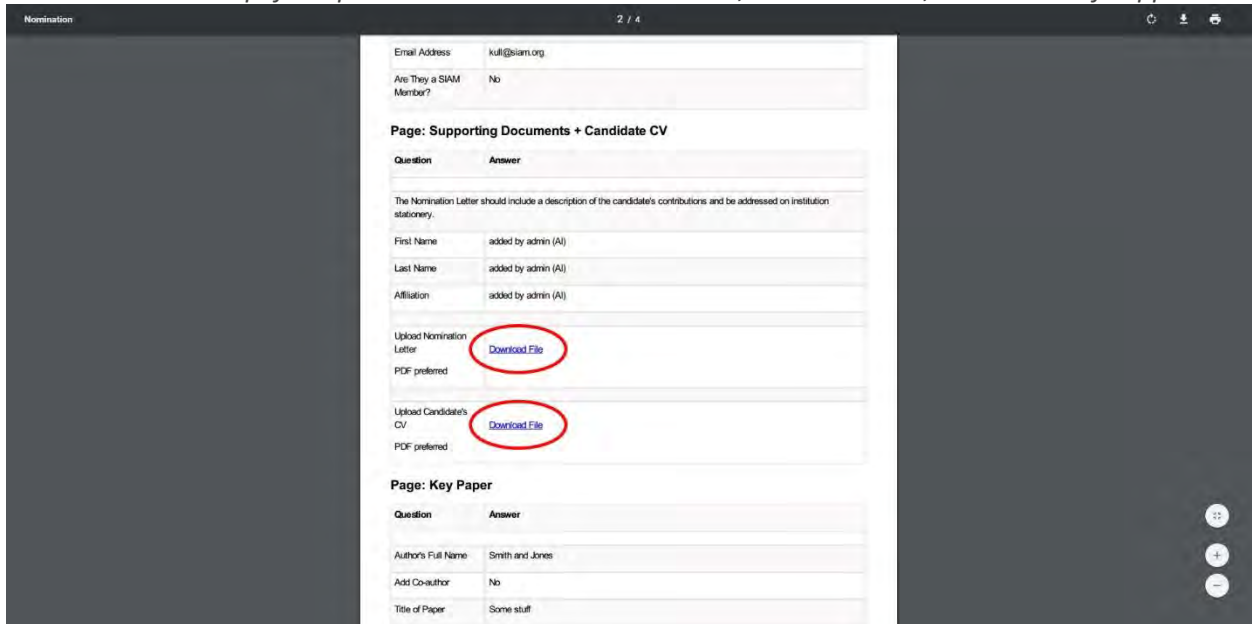 Nomination 2 / 4
Email Address kull@siam.org
Are They a SIAM No
Member?
Page: Supporting Documents + Candidate CV
Question Answer
The Nomination Letter should include a description of the candidate's contributions and be addressed on institution
stationery.
First Name added by admin (AI)
Last Name added by admin (AI)
Affiliation added by admin (AI)
Upload Nomination
Letter Download File
PDF preferred
Upload Candidate's
CV Download File
PDF preferred
Page: Key Paper
Question Answer
Author's Full Name Smith and Jones
Add Co-author No
Title of Paper Some stuff